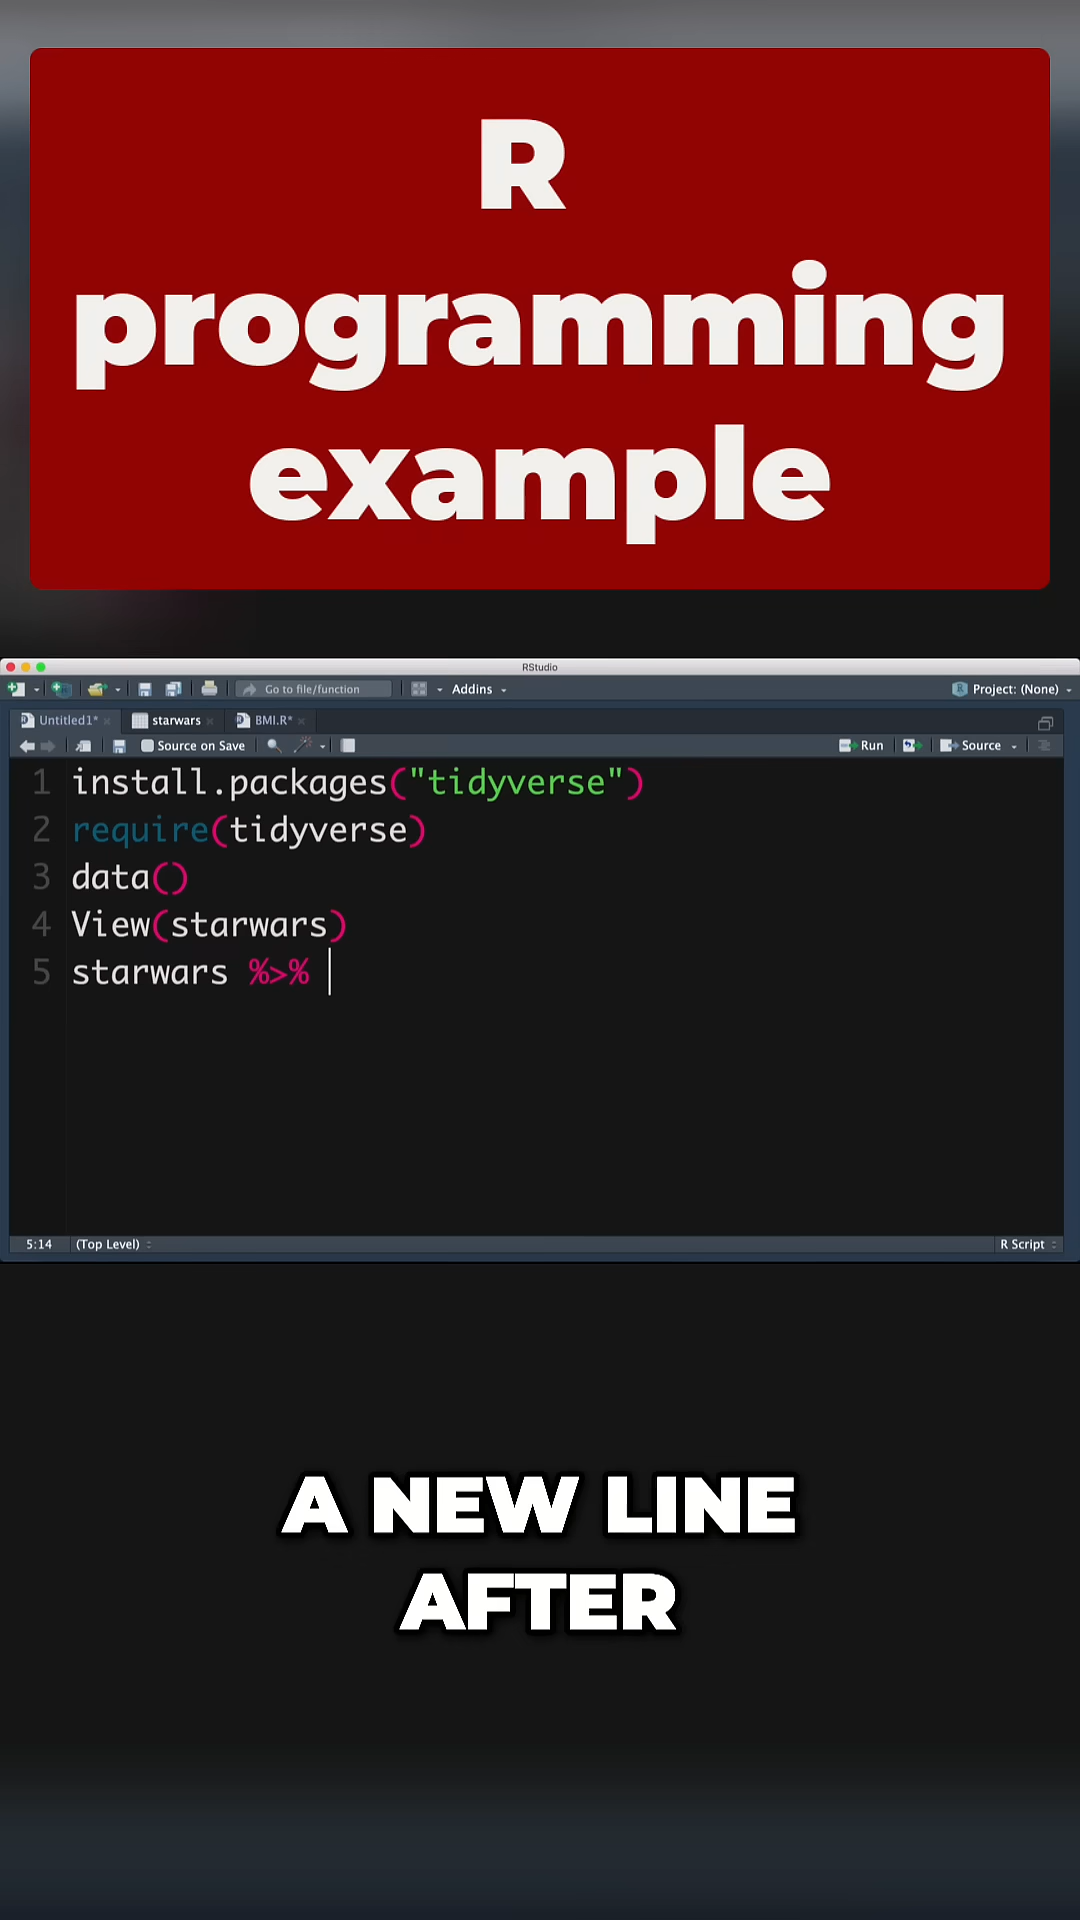 R
programming
example
RStudio
Go to file/function
Addins
Project: (None)
Untitled1*
starwars
BMI.R*
Source on Save
Run
Source
1 install.packages("tidyverse")
2 require(tidyverse)
3 data()
4 View(starwars)
5 starwars %>%
5:14
(Top Level)
R Script
A NEW LINE
AFTER